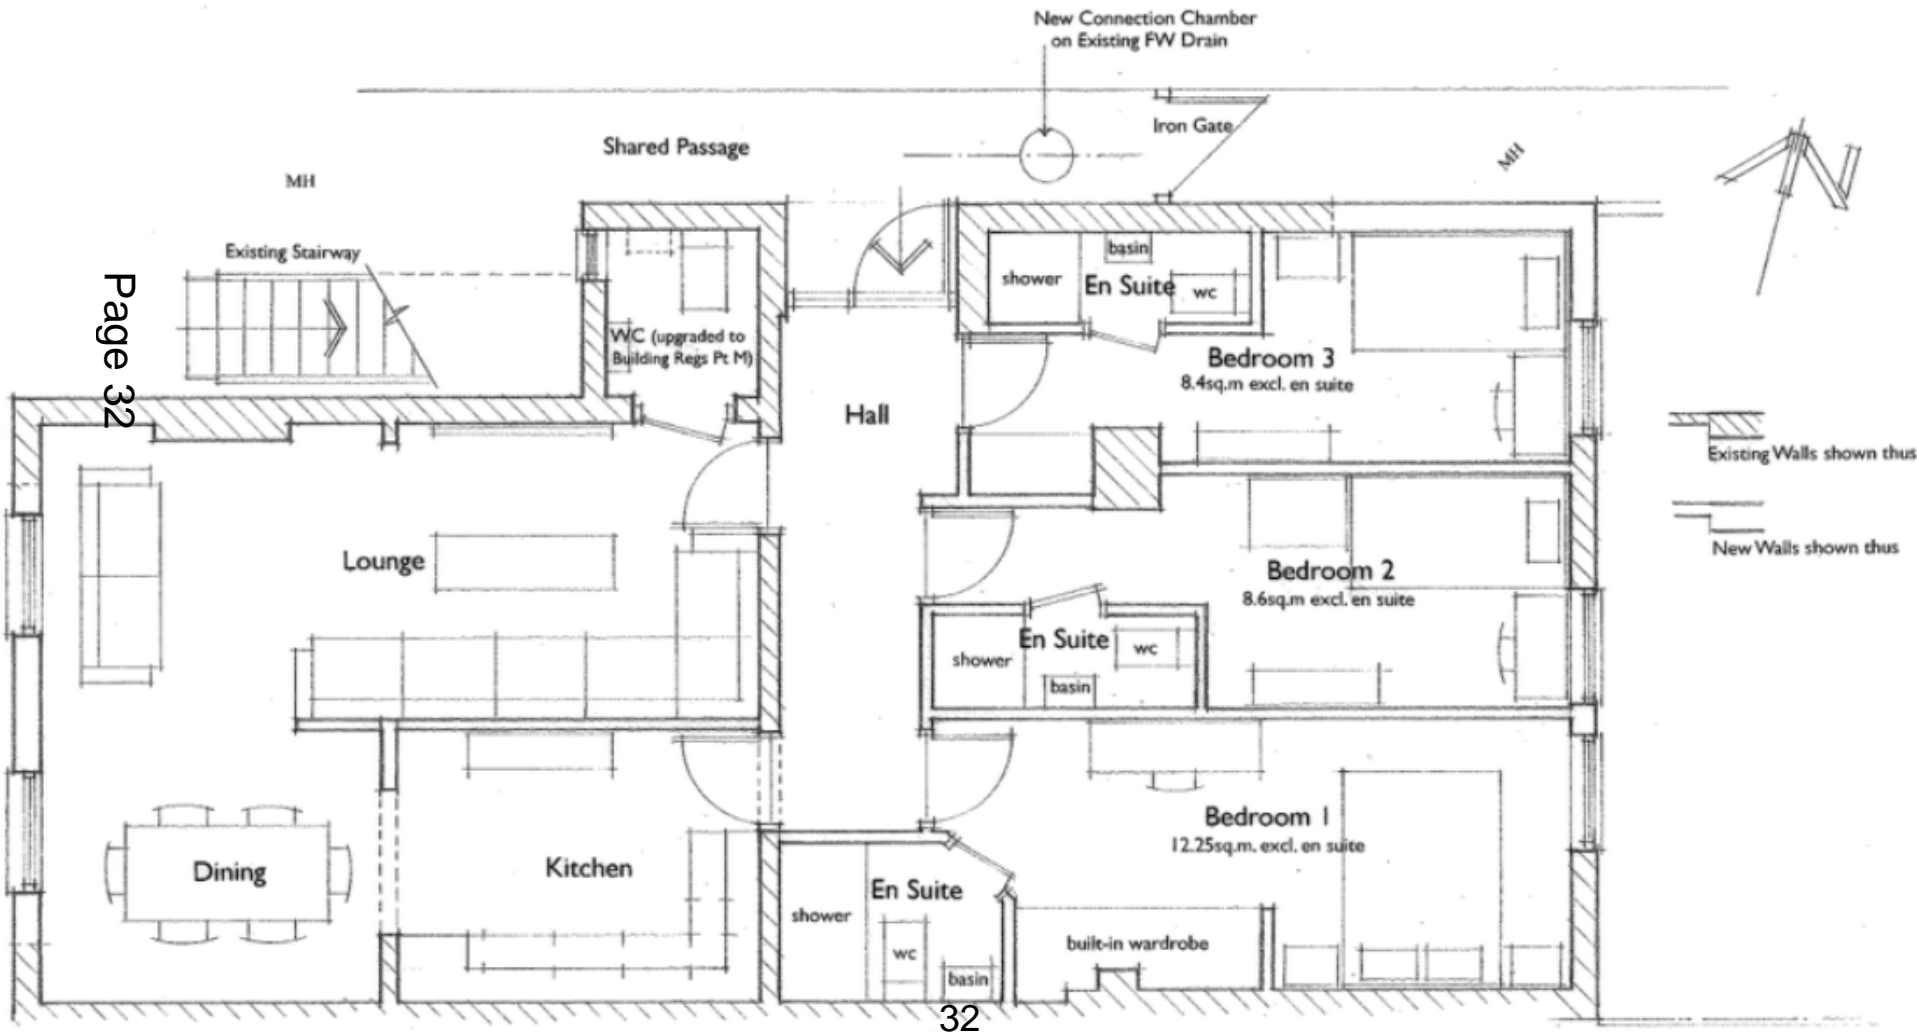 New Connection Chamber
on Existing FW Drain
Iron Gate
Shared Passage
MH
MH
Existing Stairway
Page 32
WC (upgraded to
Building Regs Pt M)
Hall
shower
basin
En Suite
wc
Bedroom 3
8.4sq.m excl. en suite
Existing Walls shown thus
New Walls shown thus
Lounge
Bedroom 2
8.6sq.m excl. en suite
En Suite
shower
wc
basin
Bedroom 1
12.25sq.m. excl. en suite
Dining
Kitchen
En Suite
shower
wc
basin
built-in wardrobe
32